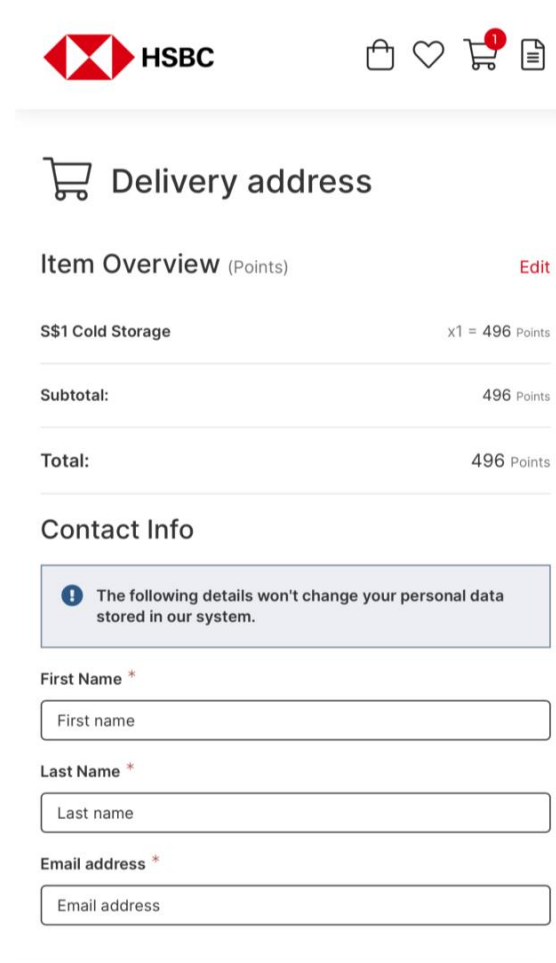 HSBC
1
Delivery address
Item Overview (Points) Edit
S$1 Cold Storage x1 = 496 Points
Subtotal: 496 Points
Total: 496 Points
Contact Info
! The following details won't change your personal data
stored in our system.
First Name *
First name
Last Name *
Last name
Email address *
Email address